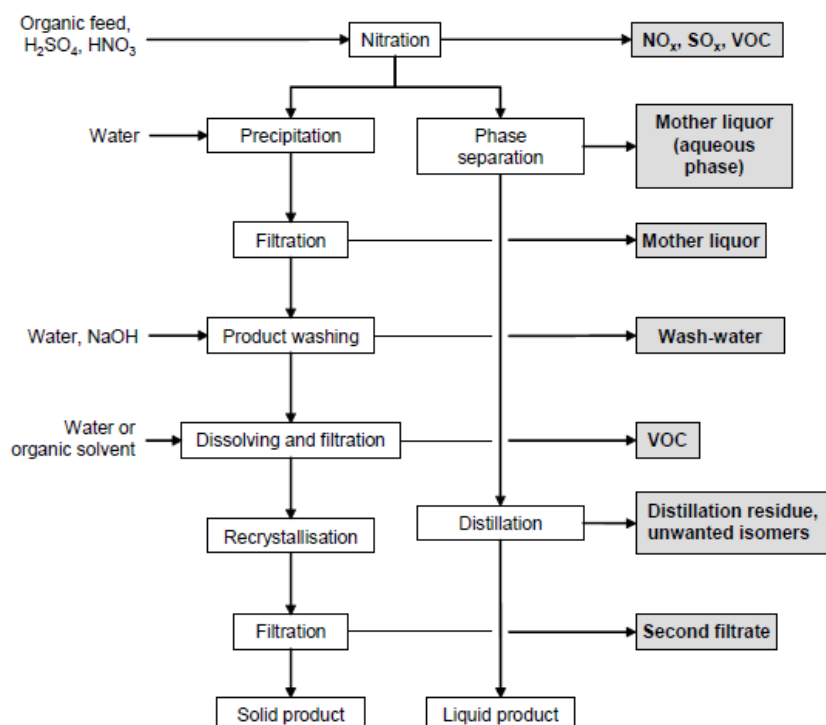 Organic feed,
H₂SO₄, HNO₃
Nitration
NOₓ, SOₓ, VOC
Water
Precipitation
Phase
separation
Mother liquor
(aqueous
phase)
Filtration
Mother liquor
Water, NaOH
Product washing
Wash-water
Water or
organic solvent
Dissolving and filtration
VOC
Recrystallisation
Distillation
Distillation residue,
unwanted isomers
Filtration
Second filtrate
Solid product
Liquid product